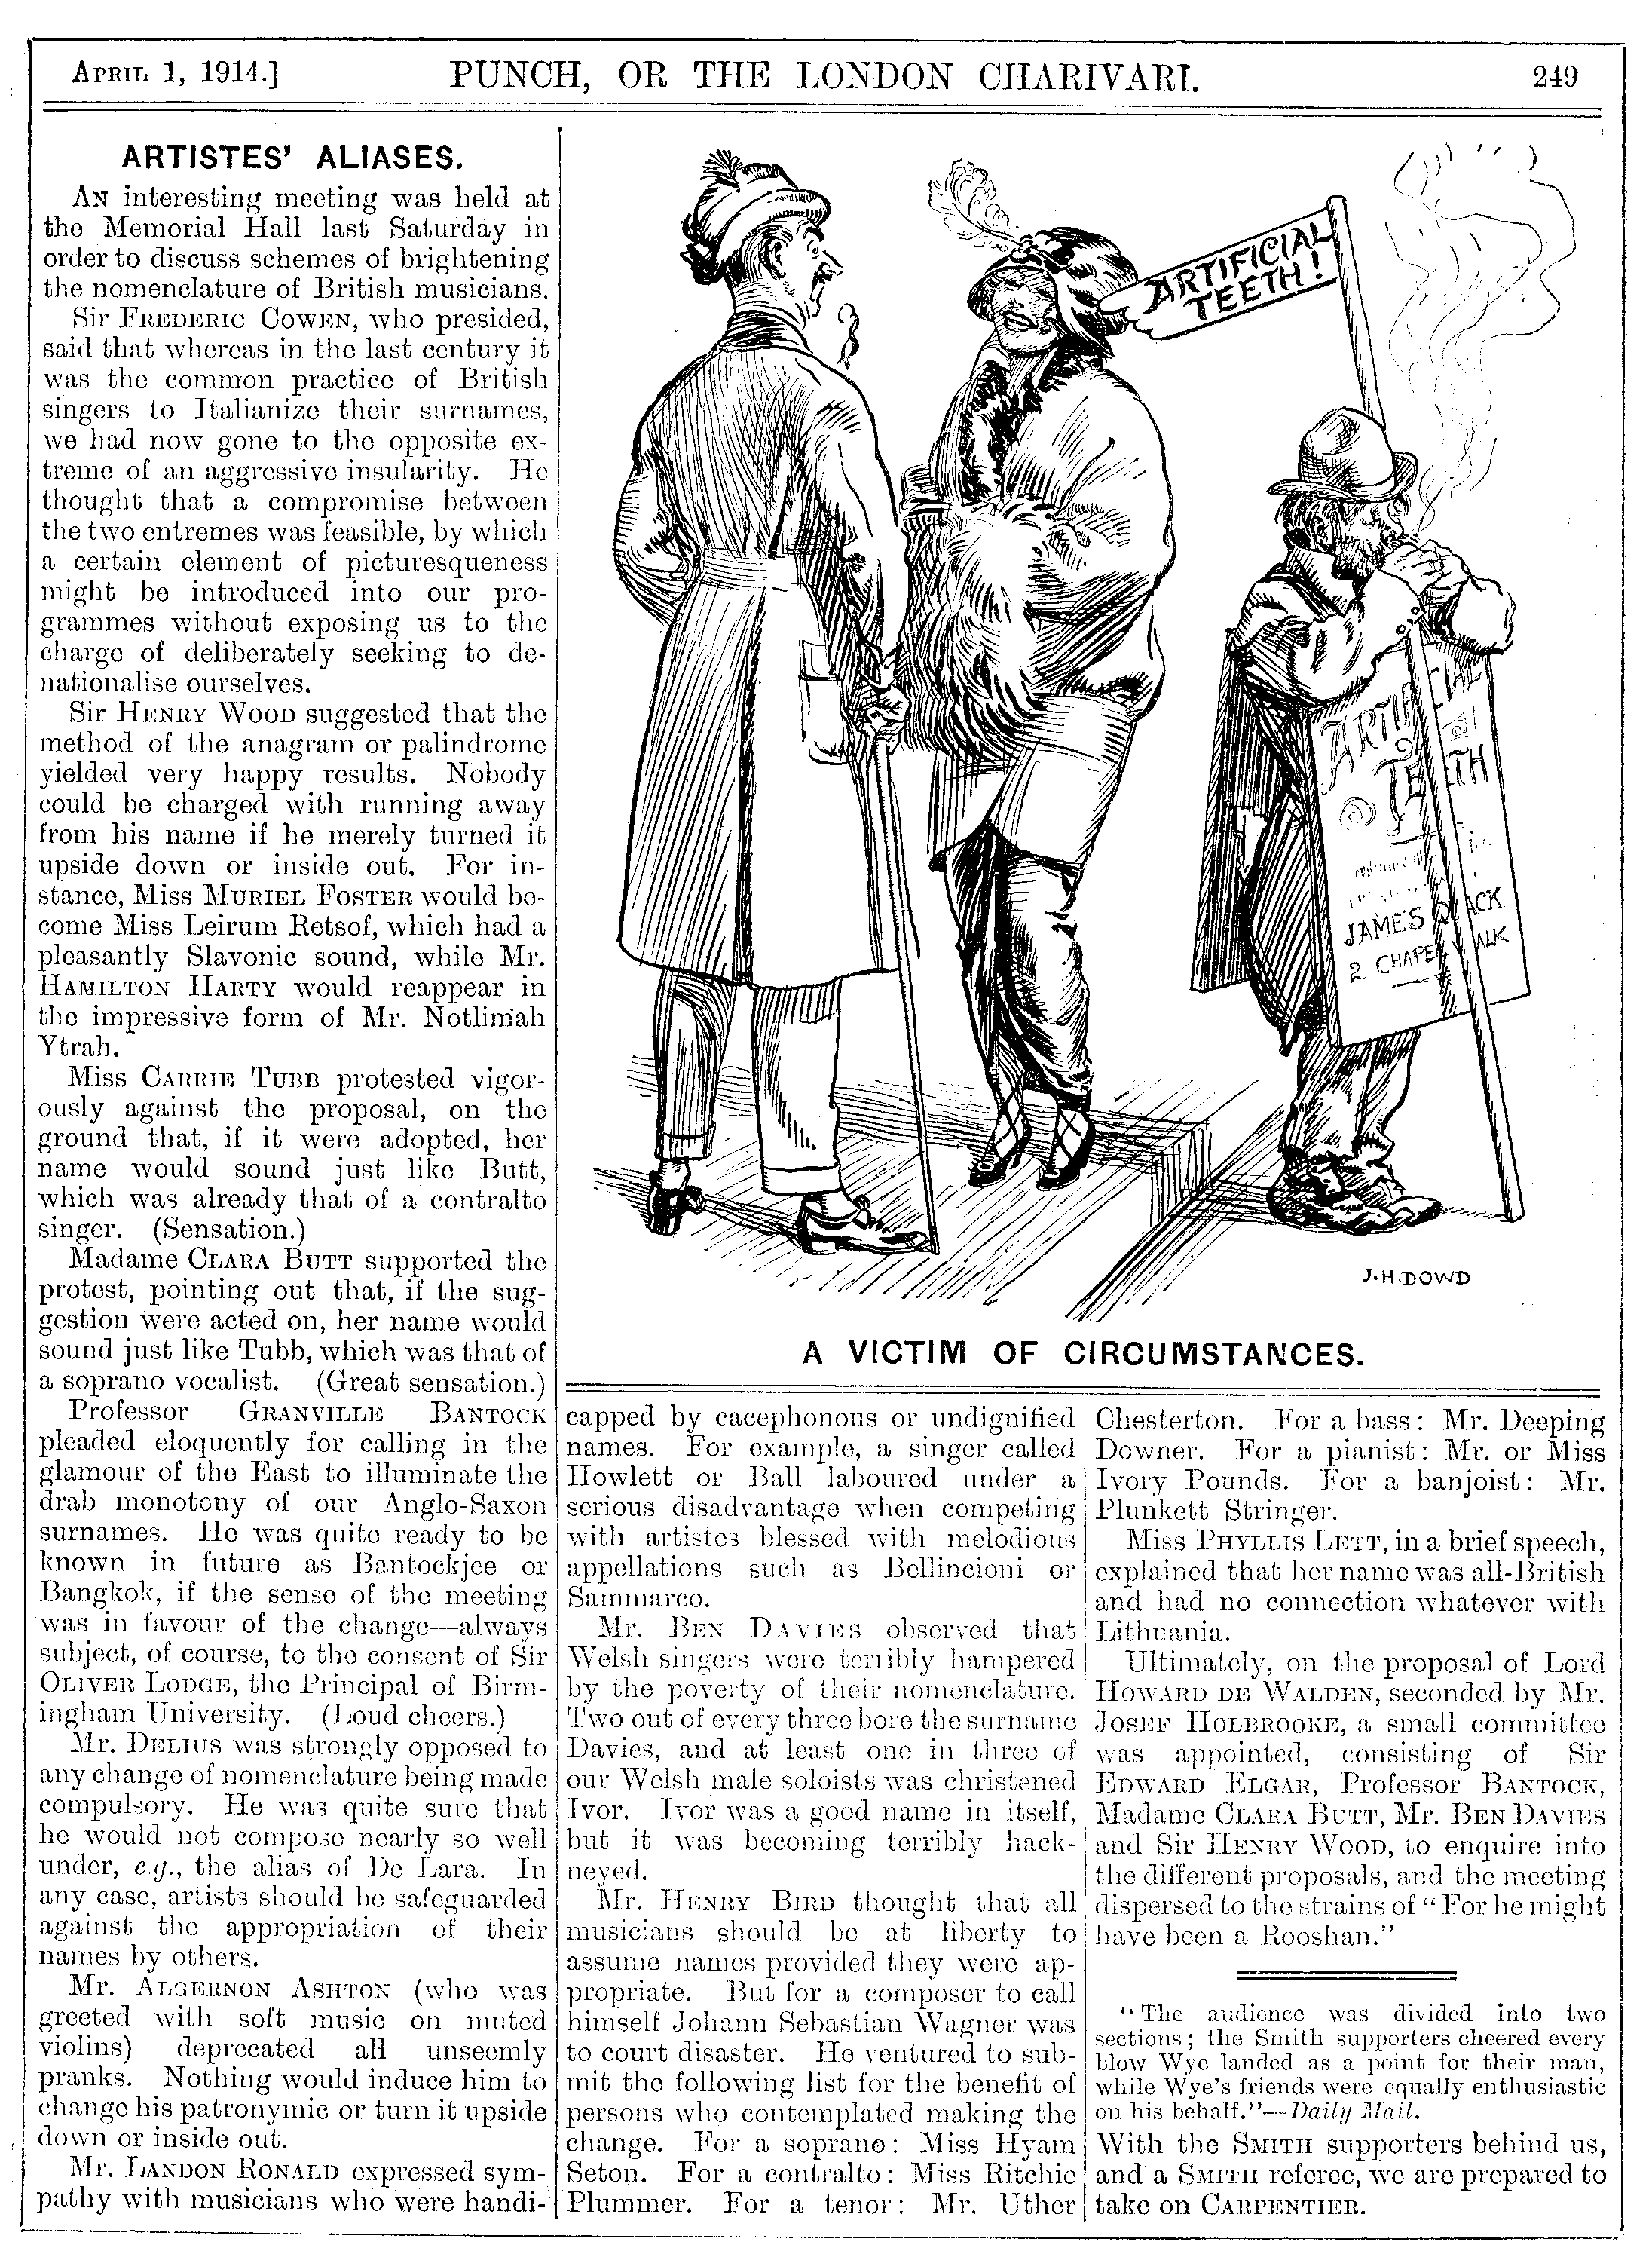 APRIL 1, 1914.] PUNCH, OR THE LONDON CHARIVARI. 249
ARTISTES' ALIASES.
AN interesting meeting was held at
the Memorial Hall last Saturday in
order to discuss schemes of brightening
the nomenclature of British musicians.
Sir FREDERIC COWEN, who presided,
said that whereas in the last century it
was the common practice of British
singers to Italianize their surnames,
we had now gone to the opposite ex-
treme of an aggressive insularity. He
thought that a compromise between
the two entremes was feasible, by which
a certain element of picturesqueness
might be introduced into our pro-
grammes without exposing us to the
charge of deliberately seeking to de-
nationalise ourselves.
Sir HENRY WOOD suggested that the
method of the anagram or palindrome
yielded very happy results. Nobody
could be charged with running away
from his name if he merely turned it
upside down or inside out. For in-
stance, Miss MURIEL FOSTER would be-
come Miss Leirum Retsof, which had a
pleasantly Slavonic sound, while Mr.
HAMILTON HARTY would reappear in
the impressive form of Mr. Notlimah
Ytrah.
Miss CARRIE TUBB protested vigor-
ously against the proposal, on the
ground that, if it were adopted, her
name would sound just like Butt,
which was already that of a contralto
singer. (Sensation.)
Madame CLARA BUTT supported the
protest, pointing out that, if the sug-
gestion were acted on, her name would
sound just like Tubb, which was that of
a soprano vocalist. (Great sensation.)
Professor GRANVILLE BANTOCK
pleaded eloquently for calling in the
glamour of the East to illuminate the
drab monotony of our Anglo-Saxon
surnames. He was quite ready to be
known in future as Bantockjee or
Bangkok, if the sense of the meeting
was in favour of the change—always
subject, of course, to the consent of Sir
OLIVER LODGE, the Principal of Birm-
ingham University. (Loud cheers.)
Mr. DELIUS was strongly opposed to
any change of nomenclature being made
compulsory. He was quite sure that
he would not compose nearly so well
under, e.g., the alias of De Lara. In
any case, artists should be safeguarded
against the appropriation of their
names by others.
Mr. ALGERNON ASHTON (who was
greeted with soft music on muted
violins) deprecated all unseemly
pranks. Nothing would induce him to
change his patronymic or turn it upside
down or inside out.
Mr. LANDON RONALD expressed sym-
pathy with musicians who were handi-
ARTIFICIAL
TEETH!
JAMES QUACK
2 CHAPEL WALK
J.H.DOWD
A VICTIM OF CIRCUMSTANCES.
capped by cacephonous or undignified
names. For example, a singer called
Howlett or Ball laboured under a
serious disadvantage when competing
with artistes blessed with melodious
appellations such as Bellincioni or
Sammarco.
Mr. BEN DAVIES observed that
Welsh singers were terribly hampered
by the poverty of their nomenclature.
Two out of every three bore the surname
Davies, and at least one in three of
our Welsh male soloists was christened
Ivor. Ivor was a good name in itself,
but it was becoming terribly hack-
neyed.
Mr. HENRY BIRD thought that all
musicians should be at liberty to
assume names provided they were ap-
propriate. But for a composer to call
himself Johann Sebastian Wagner was
to court disaster. He ventured to sub-
mit the following list for the benefit of
persons who contemplated making the
change. For a soprano: Miss Hyam
Seton. For a contralto: Miss Ritchie
Plummer. For a tenor: Mr. Uther
Chesterton. For a bass: Mr. Deeping
Downer. For a pianist: Mr. or Miss
Ivory Pounds. For a banjoist: Mr.
Plunkett Stringer.
Miss PHYLLIS LETT, in a brief speech,
explained that her name was all-British
and had no connection whatever with
Lithuania.
Ultimately, on the proposal of Lord
HOWARD DE WALDEN, seconded by Mr.
JOSEF HOLBROOKE, a small committee
was appointed, consisting of Sir
EDWARD ELGAR, Professor BANTOCK,
Madame CLARA BUTT, Mr. BEN DAVIES
and Sir HENRY WOOD, to enquire into
the different proposals, and the meeting
dispersed to the strains of "For he might
have been a Rooshan."
"The audience was divided into two
sections; the Smith supporters cheered every
blow Wye landed as a point for their man,
while Wye's friends were equally enthusiastic
on his behalf."—Daily Mail.
With the SMITH supporters behind us,
and a SMITH referee, we are prepared to
take on CARPENTIER.